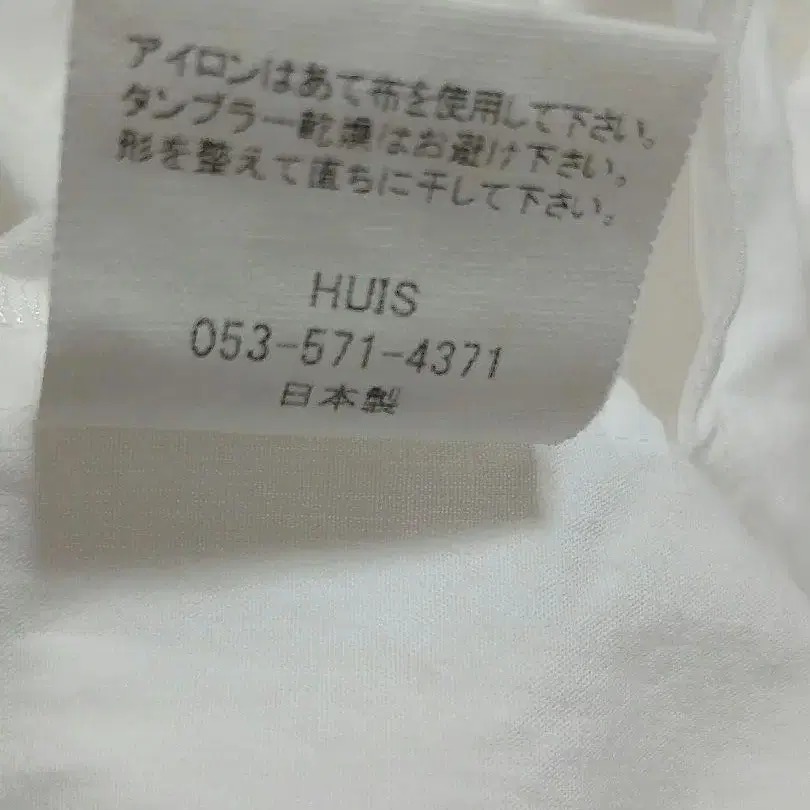 アイロンはあて布を使用して下さい。
タンブラー乾燥はお避け下さい。
形を整えて直ちに干して下さい。
HUIS
053-571-4371
日本製